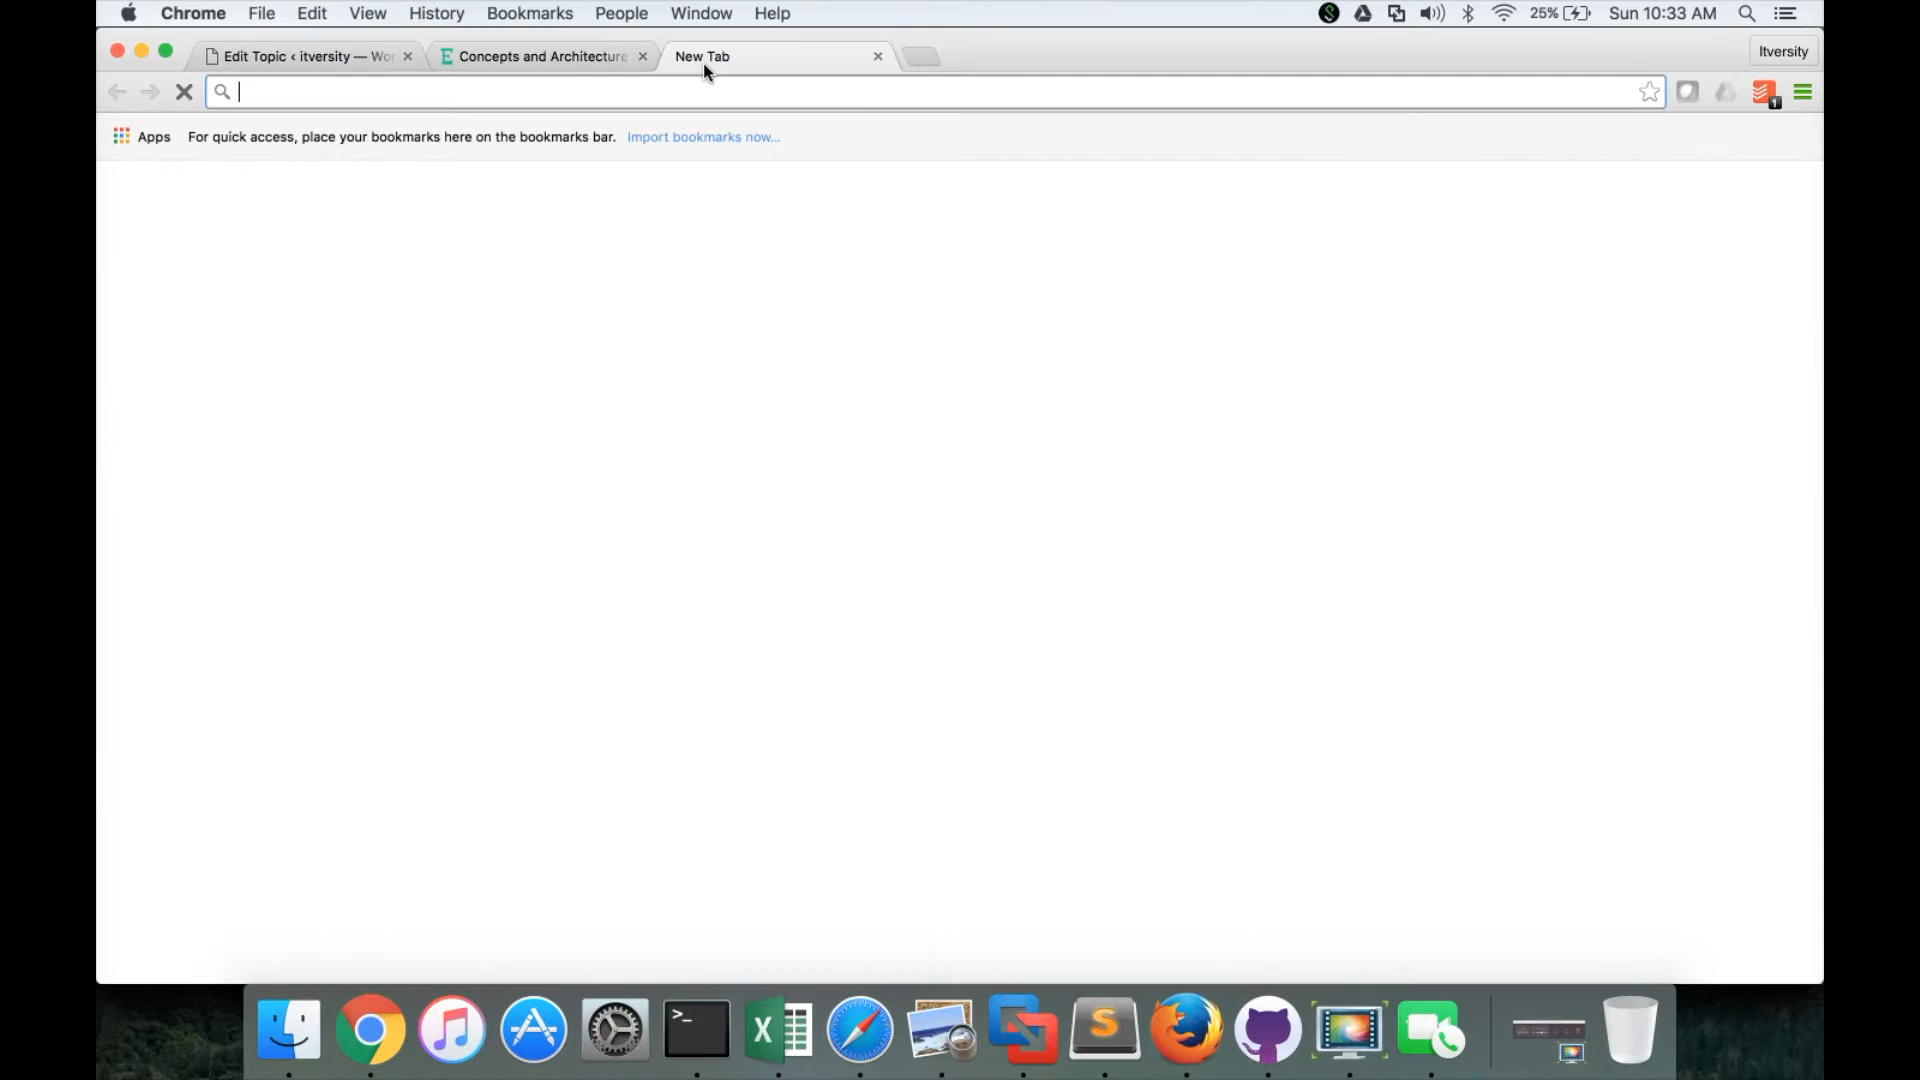 Chrome File Edit View History Bookmarks People Window Help 25% Sun 10:33 AM
Edit Topic ‹ itversity — Wor Concepts and Architecture New Tab Itversity
1
Apps For quick access, place your bookmarks here on the bookmarks bar. Import bookmarks now...
>_ X S